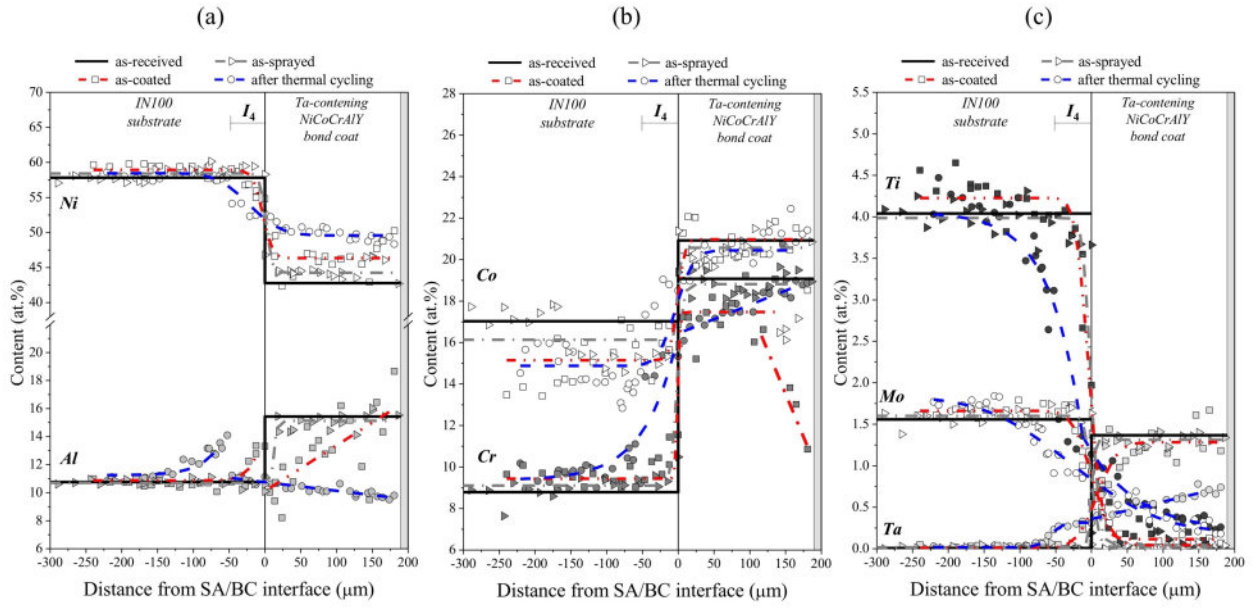 (a)
(b)
(c)
as-received
as-sprayed
as-coated
after thermal cycling
as-received
as-sprayed
as-coated
after thermal cycling
as-received
as-sprayed
as-coated
after thermal cycling
70
65
60
55
50
45
40
20
18
16
14
12
10
8
6
Content (at.%)
IN100
substrate
I4
Ta-contening
NiCoCrAlY
bond coat
Ni
Al
-300 -250 -200 -150 -100 -50 0 50 100 150 200
Distance from SA/BC interface (μm)
28
26
24
22
20
18
16
14
12
10
8
6
Content (at.%)
IN100
substrate
I4
Ta-contening
NiCoCrAlY
bond coat
Co
Cr
-300 -250 -200 -150 -100 -50 0 50 100 150 200
Distance from SA/BC interface (μm)
5.5
5.0
4.5
4.0
3.5
3.0
2.5
2.0
1.5
1.0
0.5
0.0
Content (at.%)
IN100
substrate
I4
Ta-contening
NiCoCrAlY
bond coat
Ti
Mo
Ta
-300 -250 -200 -150 -100 -50 0 50 100 150 200
Distance from SA/BC interface (μm)